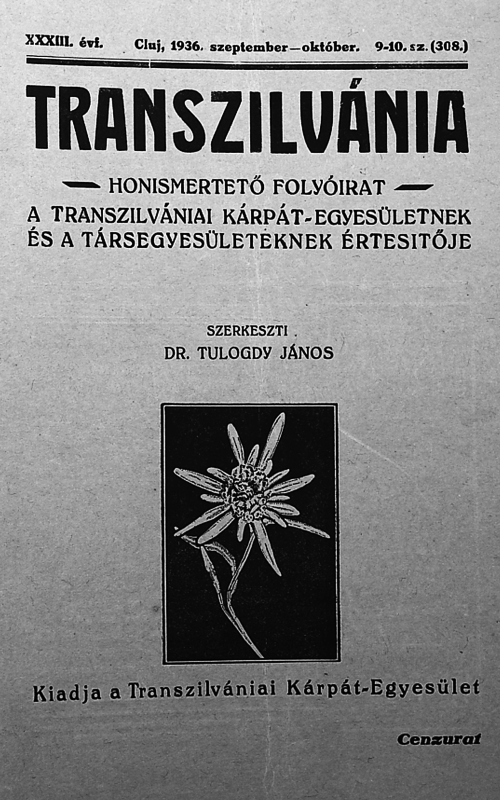 XXXIII. évf. Cluj, 1936. szeptember—október. 9-10. sz. (308.)
TRANSZILVÁNIA
— HONISMERTETŐ FOLYÓIRAT —
A TRANSZILVÁNIAI KÁRPÁT-EGYESÜLETNEK
ÉS A TÁRSEGYESÜLETEKNEK ÉRTESITŐJE
SZERKESZTI
DR. TULOGDY JÁNOS
Kiadja a Transzilvániai Kárpát-Egyesület
Cenzurat